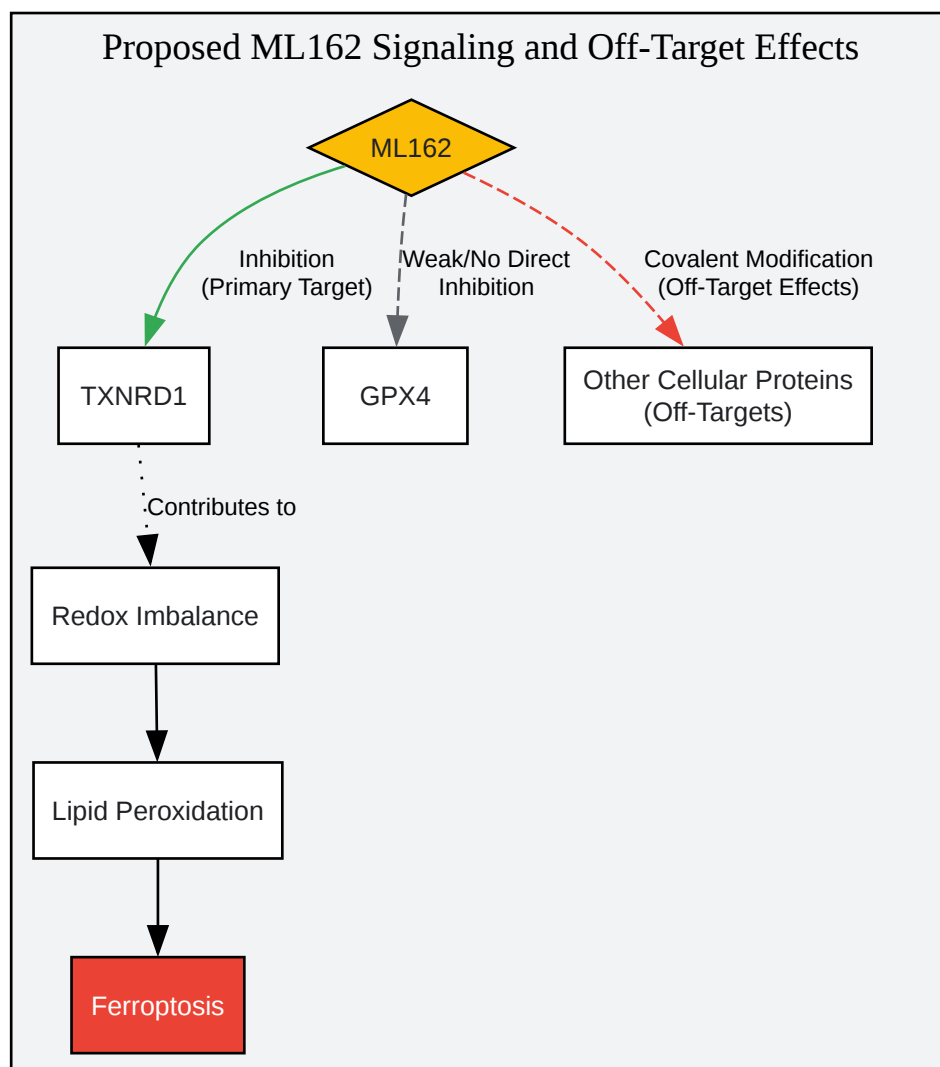 Proposed ML162 Signaling and Off-Target Effects
ML162
Inhibition
(Primary Target)
Weak/No Direct
Inhibition
Covalent Modification
(Off-Target Effects)
TXNRD1
GPX4
Other Cellular Proteins
(Off-Targets)
Contributes to
Redox Imbalance
Lipid Peroxidation
Ferroptosis